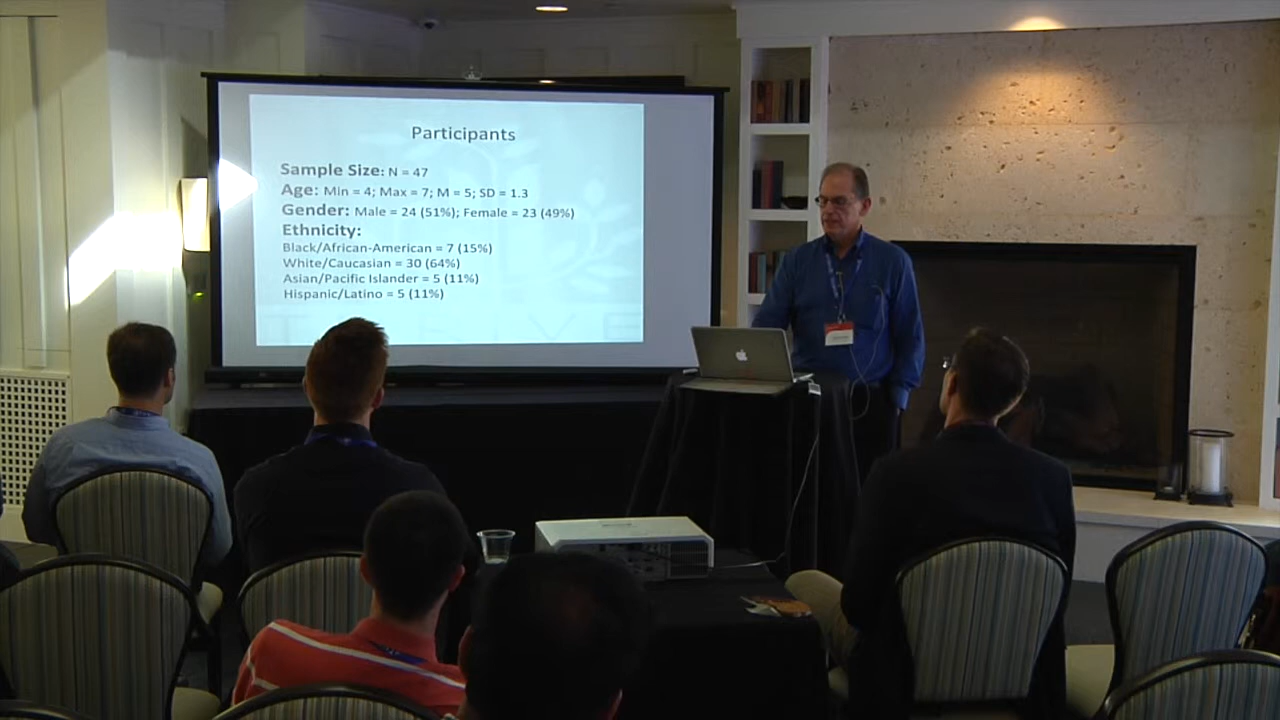 Participants
Sample Size: N = 47
Age: Min = 4; Max = 7; M = 5; SD = 1.3
Gender: Male = 24 (51%); Female = 23 (49%)
Ethnicity:
Black/African-American = 7 (15%)
White/Caucasian = 30 (64%)
Asian/Pacific Islander = 5 (11%)
Hispanic/Latino = 5 (11%)